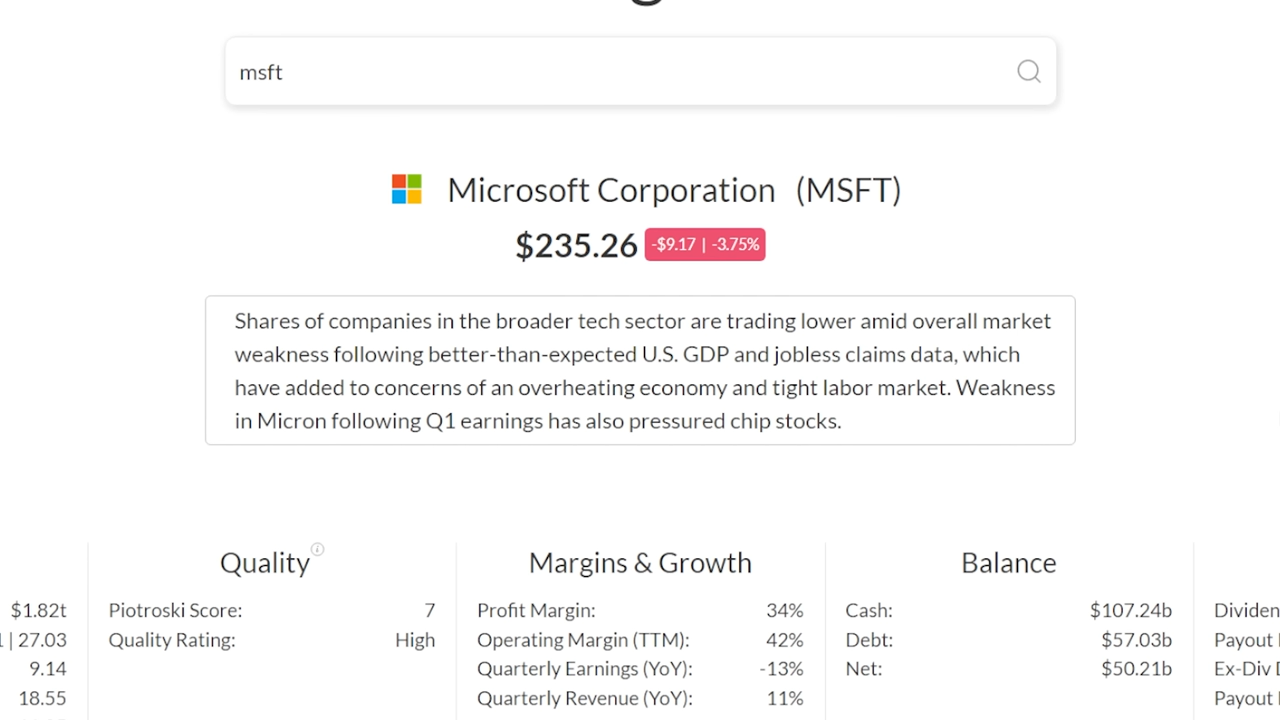 msft
Microsoft Corporation (MSFT)
$235.26 -$9.17 | -3.75%
Shares of companies in the broader tech sector are trading lower amid overall market
weakness following better-than-expected U.S. GDP and jobless claims data, which
have added to concerns of an overheating economy and tight labor market. Weakness
in Micron following Q1 earnings has also pressured chip stocks.
Quality Margins & Growth Balance
$1.82t Piotroski Score: 7 Profit Margin: 34% Cash: $107.24b
| 27.03 Quality Rating: High Operating Margin (TTM): 42% Debt: $57.03b Payout
9.14 Quarterly Earnings (YoY): -13% Net: $50.21b Ex-Div
18.55 Quarterly Revenue (YoY): 11% Payout